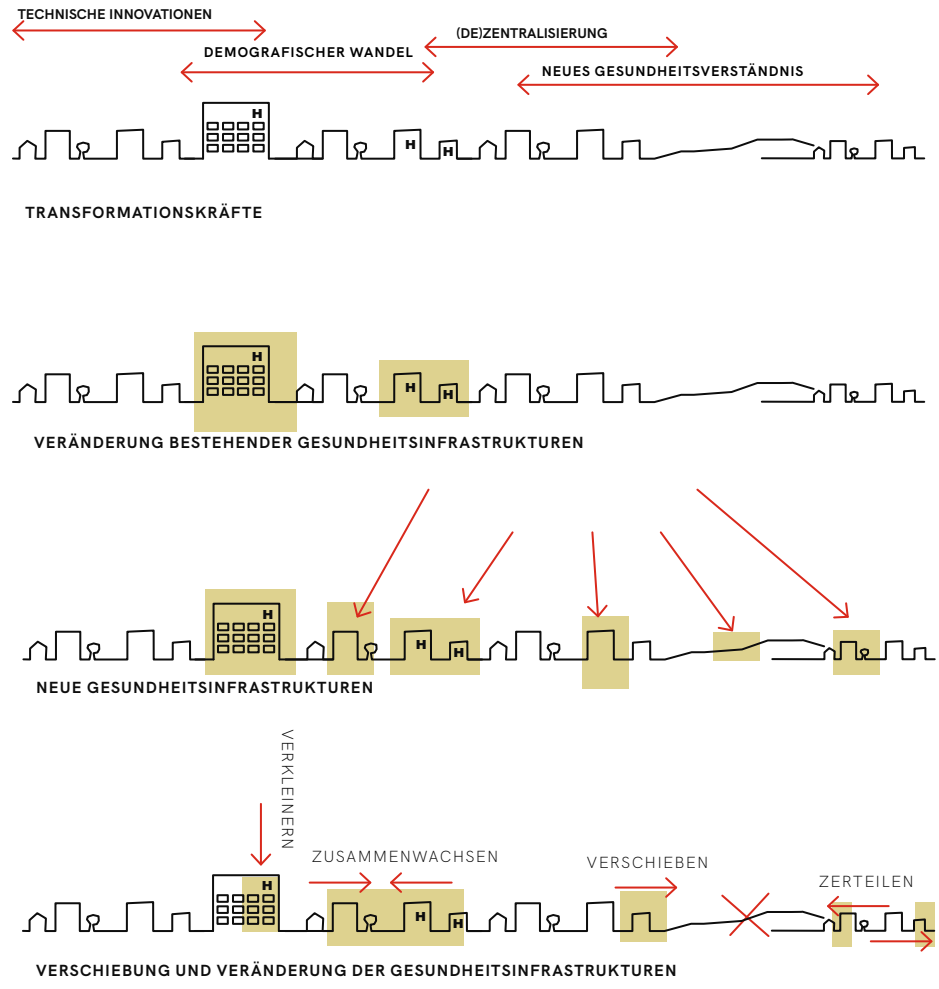 TECHNISCHE INNOVATIONEN
(DE)ZENTRALISIERUNG
DEMOGRAFISCHER WANDEL
NEUES GESUNDHEITSVERSTÄNDNIS
H
H
H
TRANSFORMATIONSKRÄFTE
H
H
H
VERÄNDERUNG BESTEHENDER GESUNDHEITSINFRASTRUKTUREN
H
H
H
NEUE GESUNDHEITSINFRASTRUKTUREN
VERKLEINERN
ZUSAMMENWACHSEN
VERSCHIEBEN
ZERTEILEN
H
H
H
VERSCHIEBUNG UND VERÄNDERUNG DER GESUNDHEITSINFRASTRUKTUREN